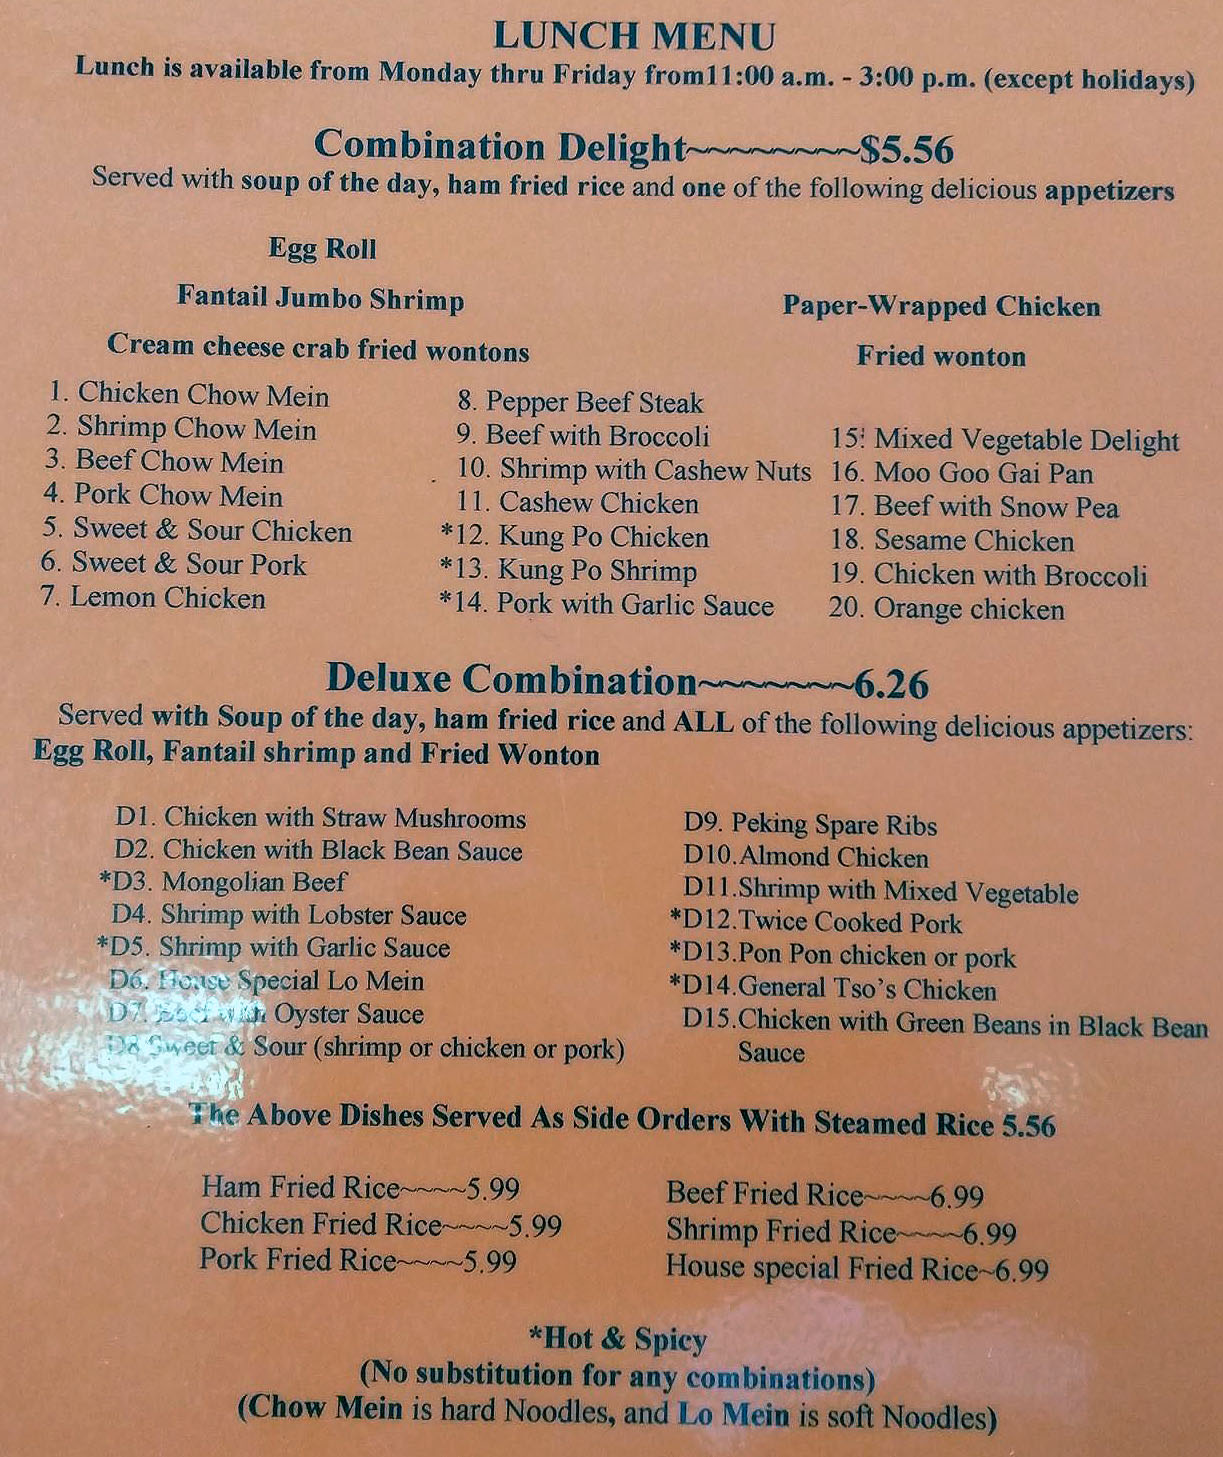 LUNCH MENU
Lunch is available from Monday thru Friday from11:00 a.m. - 3:00 p.m. (except holidays)
Combination Delight~~~~~~~~$5.56
Served with soup of the day, ham fried rice and one of the following delicious appetizers
Egg Roll
Fantail Jumbo Shrimp
Cream cheese crab fried wontons
Paper-Wrapped Chicken
Fried wonton
1. Chicken Chow Mein
2. Shrimp Chow Mein
3. Beef Chow Mein
4. Pork Chow Mein
5. Sweet & Sour Chicken
6. Sweet & Sour Pork
7. Lemon Chicken
8. Pepper Beef Steak
9. Beef with Broccoli
10. Shrimp with Cashew Nuts
11. Cashew Chicken
*12. Kung Po Chicken
*13. Kung Po Shrimp
*14. Pork with Garlic Sauce
15. Mixed Vegetable Delight
16. Moo Goo Gai Pan
17. Beef with Snow Pea
18. Sesame Chicken
19. Chicken with Broccoli
20. Orange chicken
Deluxe Combination~~~~~~~6.26
Served with Soup of the day, ham fried rice and ALL of the following delicious appetizers:
Egg Roll, Fantail shrimp and Fried Wonton
D1. Chicken with Straw Mushrooms
D2. Chicken with Black Bean Sauce
*D3. Mongolian Beef
D4. Shrimp with Lobster Sauce
*D5. Shrimp with Garlic Sauce
D6. House Special Lo Mein
D7. Beef with Oyster Sauce
D8 Sweet & Sour (shrimp or chicken or pork)
D9. Peking Spare Ribs
D10.Almond Chicken
D11.Shrimp with Mixed Vegetable
*D12.Twice Cooked Pork
*D13.Pon Pon chicken or pork
*D14.General Tso's Chicken
D15.Chicken with Green Beans in Black Bean
Sauce
The Above Dishes Served As Side Orders With Steamed Rice 5.56
Ham Fried Rice~~~~5.99
Chicken Fried Rice~~~~5.99
Pork Fried Rice~~~~5.99
Beef Fried Rice~~~~6.99
Shrimp Fried Rice~~~~6.99
House special Fried Rice~6.99
*Hot & Spicy
(No substitution for any combinations)
(Chow Mein is hard Noodles, and Lo Mein is soft Noodles)